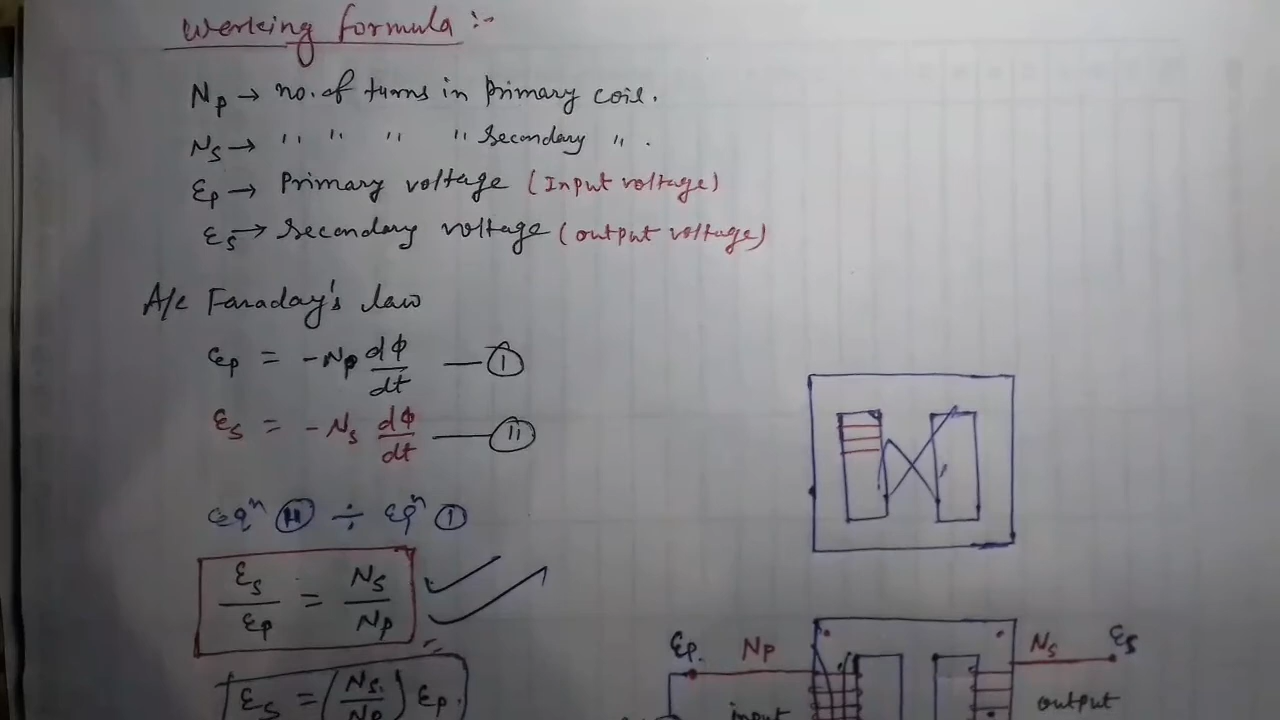 Working formula :-
Np → no. of turns in primary coil.
Ns → " " " " secondary " .
εp → Primary voltage (Input voltage)
εs → Secondary voltage (output voltage)
A/c Faraday's law
εp = -Np dφ/dt — I
εs = -Ns dφ/dt — II
eqⁿ II ÷ eqⁿ I
εs/εp = Ns/Np
εs = (Ns/Np) εp.
εp. Np Ns εs
input output